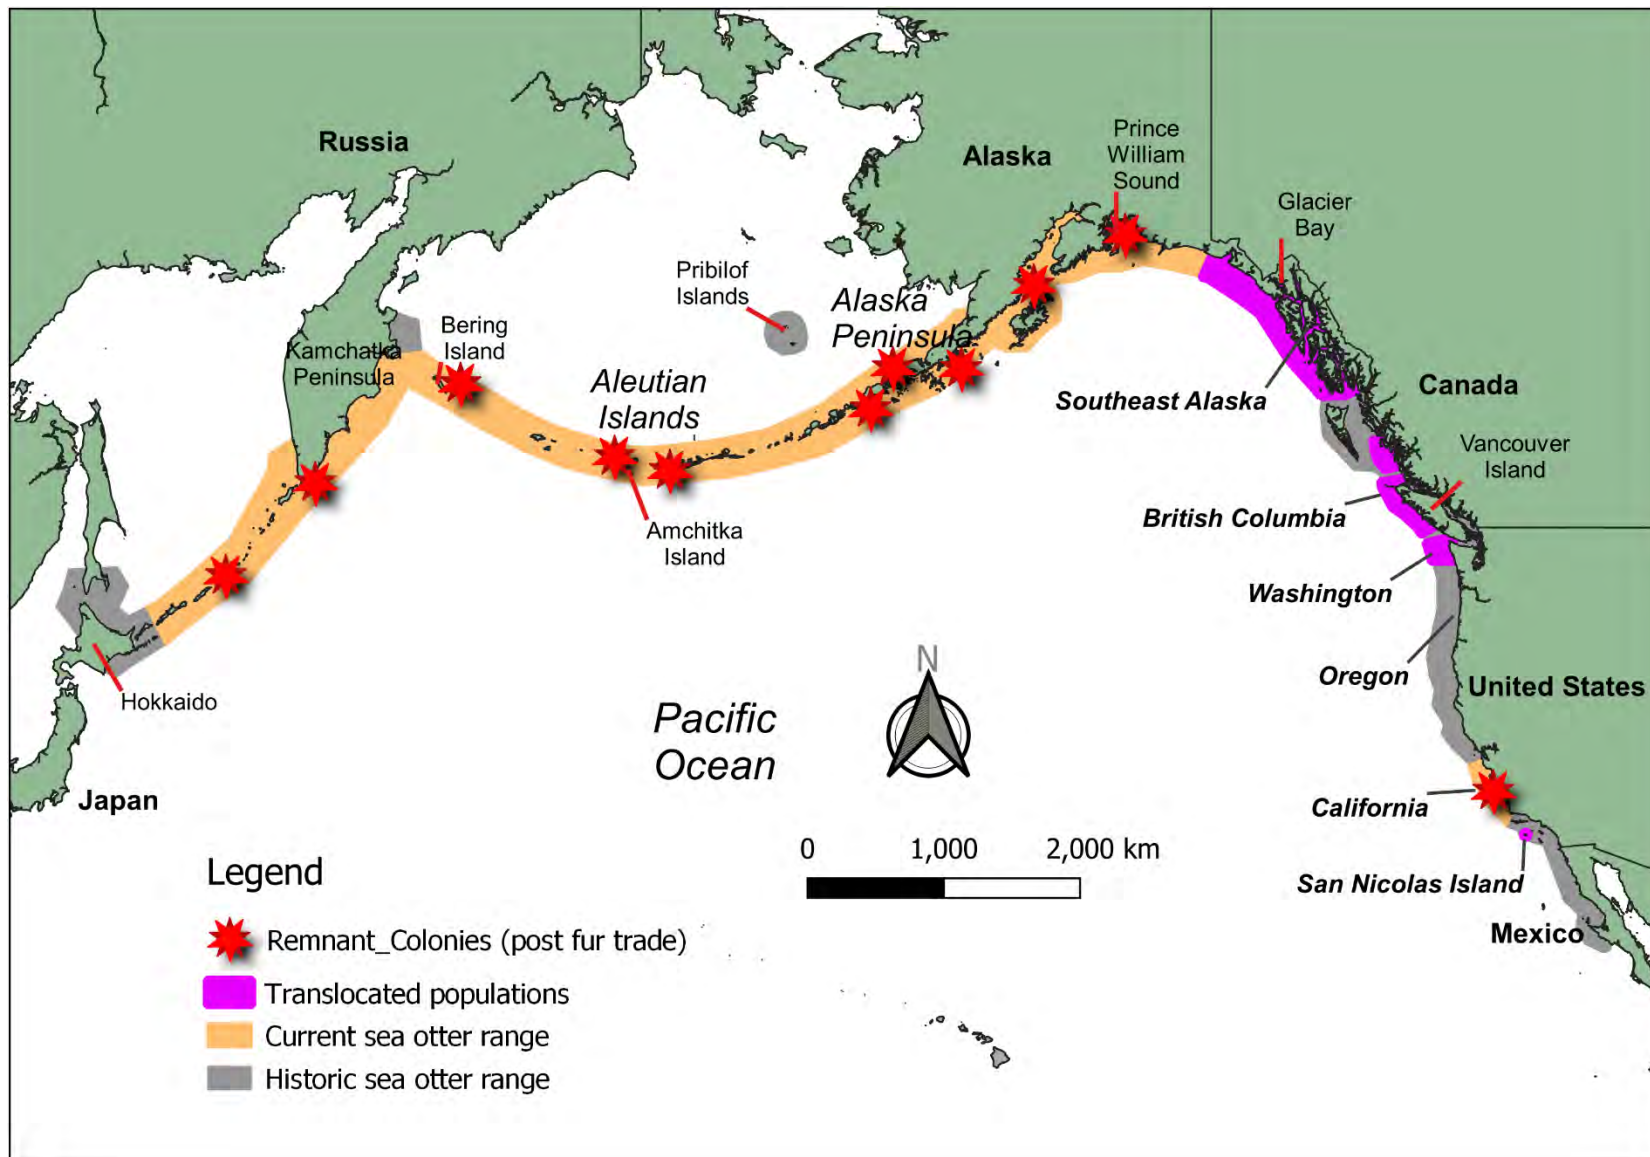 Russia
Alaska
Prince
William
Sound
Glacier
Bay
Pribilof
Islands
Alaska
Peninsula
Bering
Island
Kamchatka
Peninsula
Aleutian
Islands
Southeast Alaska
Canada
Vancouver
Island
Amchitka
Island
British Columbia
Washington
Oregon
United States
Hokkaido
N
Pacific
Ocean
Japan
California
0 1,000 2,000 km
San Nicolas Island
Mexico
Legend
Remnant_Colonies (post fur trade)
Translocated populations
Current sea otter range
Historic sea otter range